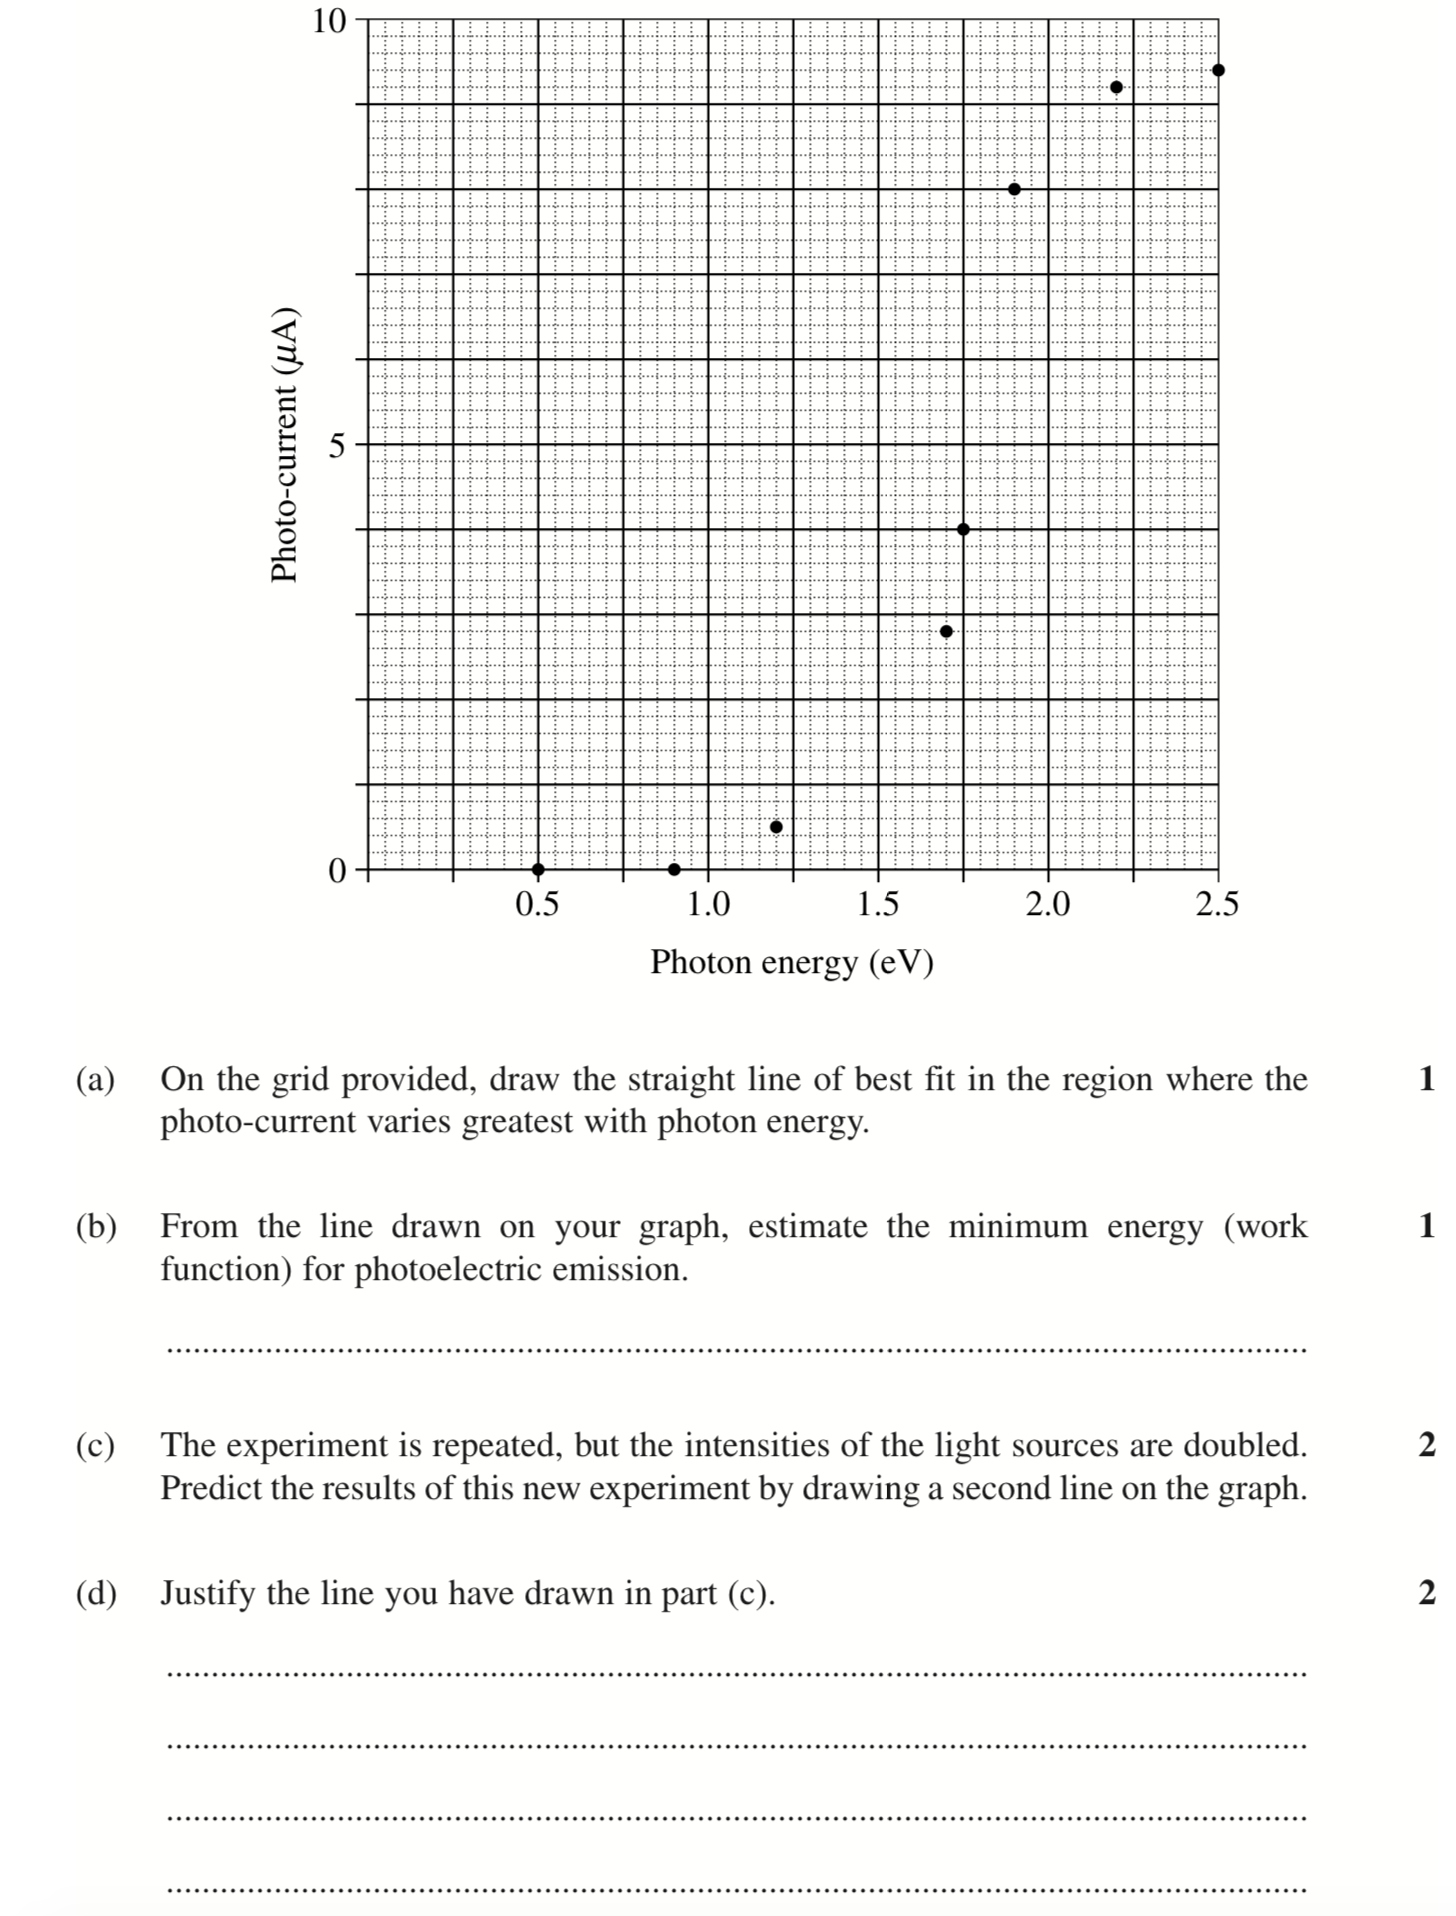 10
5
0
Photo-current (μA)
0.5 1.0 1.5 2.0 2.5
Photon energy (eV)
(a) On the grid provided, draw the straight line of best fit in the region where the 1
photo-current varies greatest with photon energy.
(b) From the line drawn on your graph, estimate the minimum energy (work 1
function) for photoelectric emission.
(c) The experiment is repeated, but the intensities of the light sources are doubled. 2
Predict the results of this new experiment by drawing a second line on the graph.
(d) Justify the line you have drawn in part (c). 2